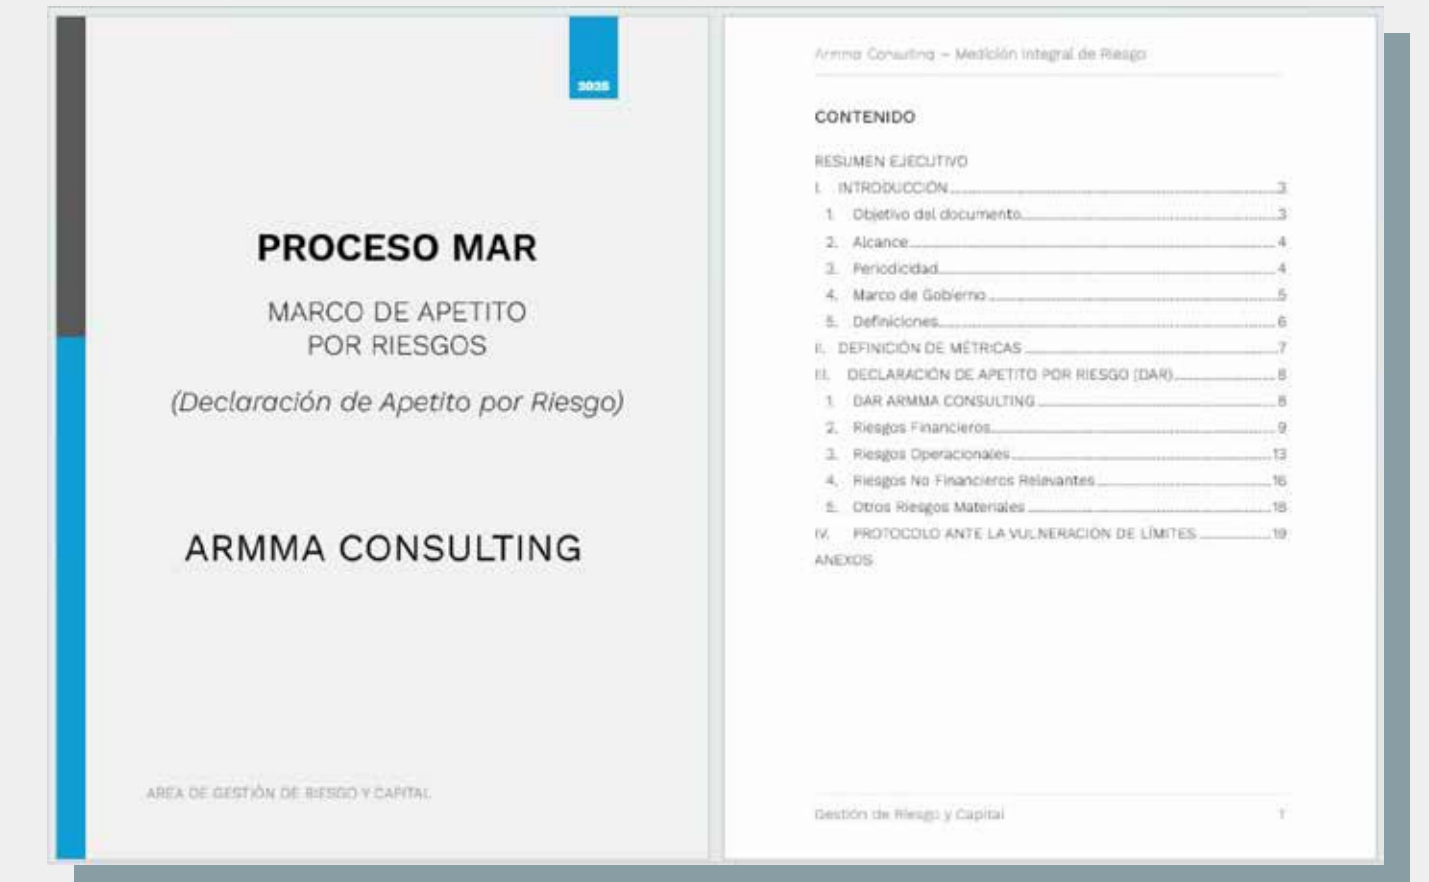 2025
PROCESO MAR
MARCO DE APETITO
POR RIESGOS
(Declaración de Apetito por Riesgo)
ARMMA CONSULTING
AREA DE GESTIÓN DE RIESGO Y CAPITAL
Armma Consulting – Medición Integral de Riesgo
CONTENIDO
RESUMEN EJECUTIVO
I. INTRODUCCIÓN 3
1. Objetivo del documento 3
2. Alcance 4
3. Periodicidad 4
4. Marco de Gobierno 5
5. Definiciones 6
II. DEFINICIÓN DE MÉTRICAS 7
III. DECLARACIÓN DE APETITO POR RIESGO (DAR) 8
1. DAR ARMMA CONSULTING 8
2. Riesgos Financieros 9
3. Riesgos Operacionales 13
4. Riesgos No Financieros Relevantes 16
5. Otros Riesgos Materiales 18
IV. PROTOCOLO ANTE LA VULNERACIÓN DE LÍMITES 19
ANEXOS
Gestión de Riesgo y Capital 1